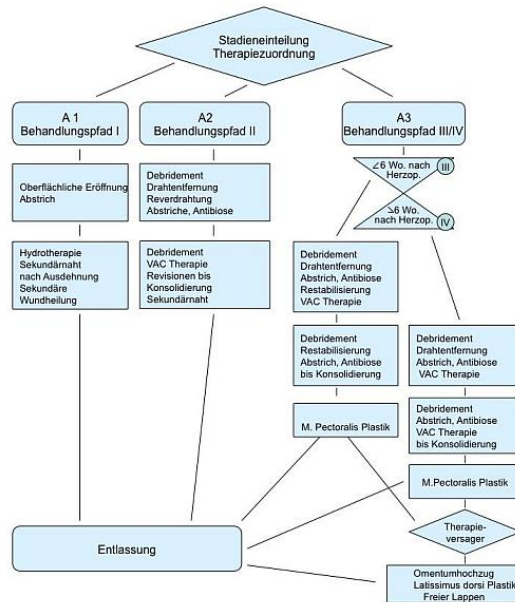 Stadieneinteilung
Therapiezuordnung
A 1
Behandlungspfad I
A2
Behandlungspfad II
A3
Behandlungspfad III/IV
Oberflächliche Eröffnung
Abstrich
Hydrotherapie
Sekundärnaht
nach Ausdehnung
Sekundäre
Wundheilung
Debridement
Drahtentfernung
Reverdrahtung
Abstriche, Antibiose
Debridement
VAC Therapie
Revisionen bis
Konsolidierung
Sekundärnaht
∠6 Wo. nach
Herzop.
III
⩾6 Wo.
nach Herzop.
IV
Debridement
Drahtentfernung
Abstrich, Antibiose
Restabilisierung
VAC Therapie
Debridement
Restabilisierung
Abstrich, Antibiose
bis Konsolidierung
M. Pectoralis Plastik
Debridement
Drahtentfernung
Abstrich, Antibiose
VAC Therapie
Debridement
Abstrich, Antibiose
VAC Therapie
bis Konsolidierung
M.Pectoralis Plastik
Therapie-
versager
Omentumhochzug
Latissimus dorsi Plastik
Freier Lappen
Entlassung